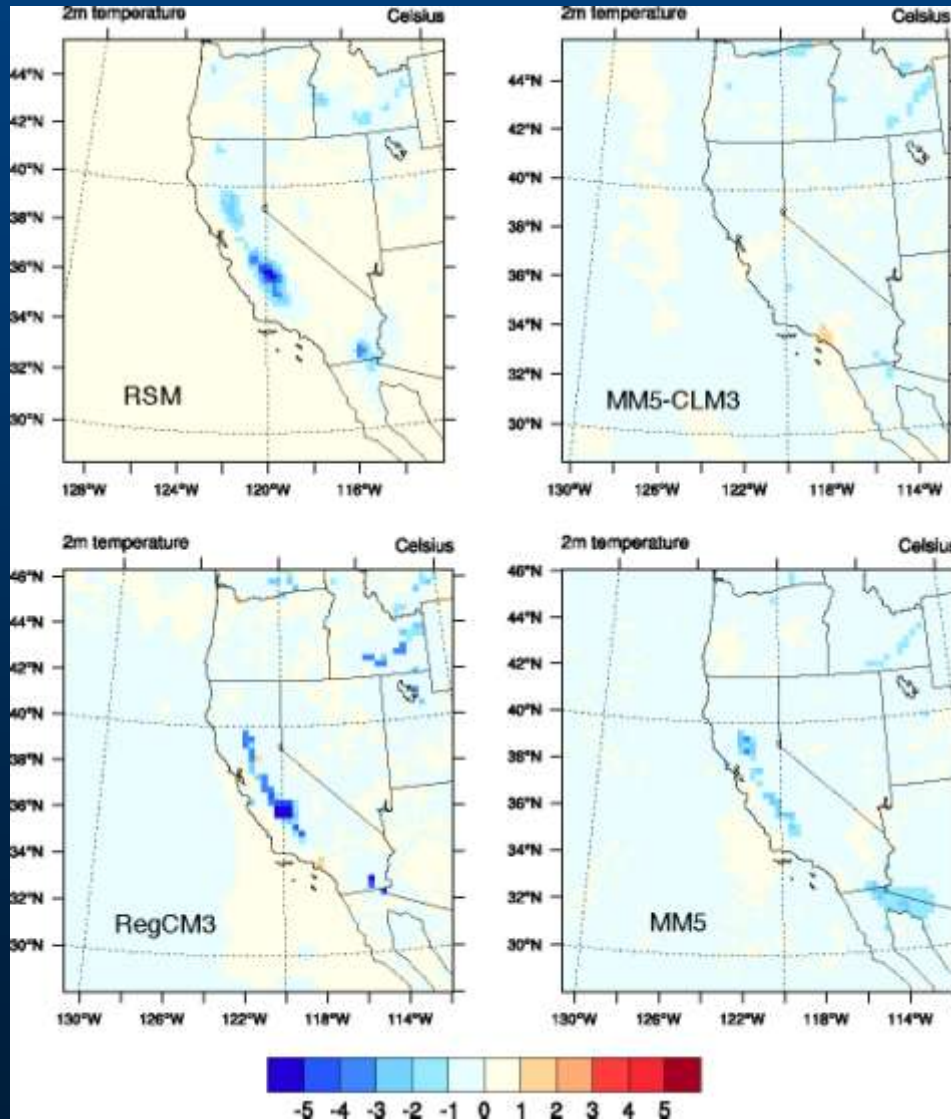 2m temperature Celsius 2m temperature Celsius
44°N 44°N
42°N 42°N
40°N 40°N
38°N 38°N
36°N 36°N
34°N 34°N
32°N 32°N
30°N 30°N
RSM MM5-CLM3
128°W 124°W 120°W 116°W 130°W 126°W 122°W 118°W 114°W
2m temperature Celsius 2m temperature Celsius
46°N 46°N
44°N 44°N
42°N 42°N
40°N 40°N
38°N 38°N
36°N 36°N
34°N 34°N
32°N 32°N
30°N 30°N
RegCM3 MM5
130°W 126°W 122°W 118°W 114°W 130°W 126°W 122°W 118°W 114°W
-5 -4 -3 -2 -1 0 1 2 3 4 5